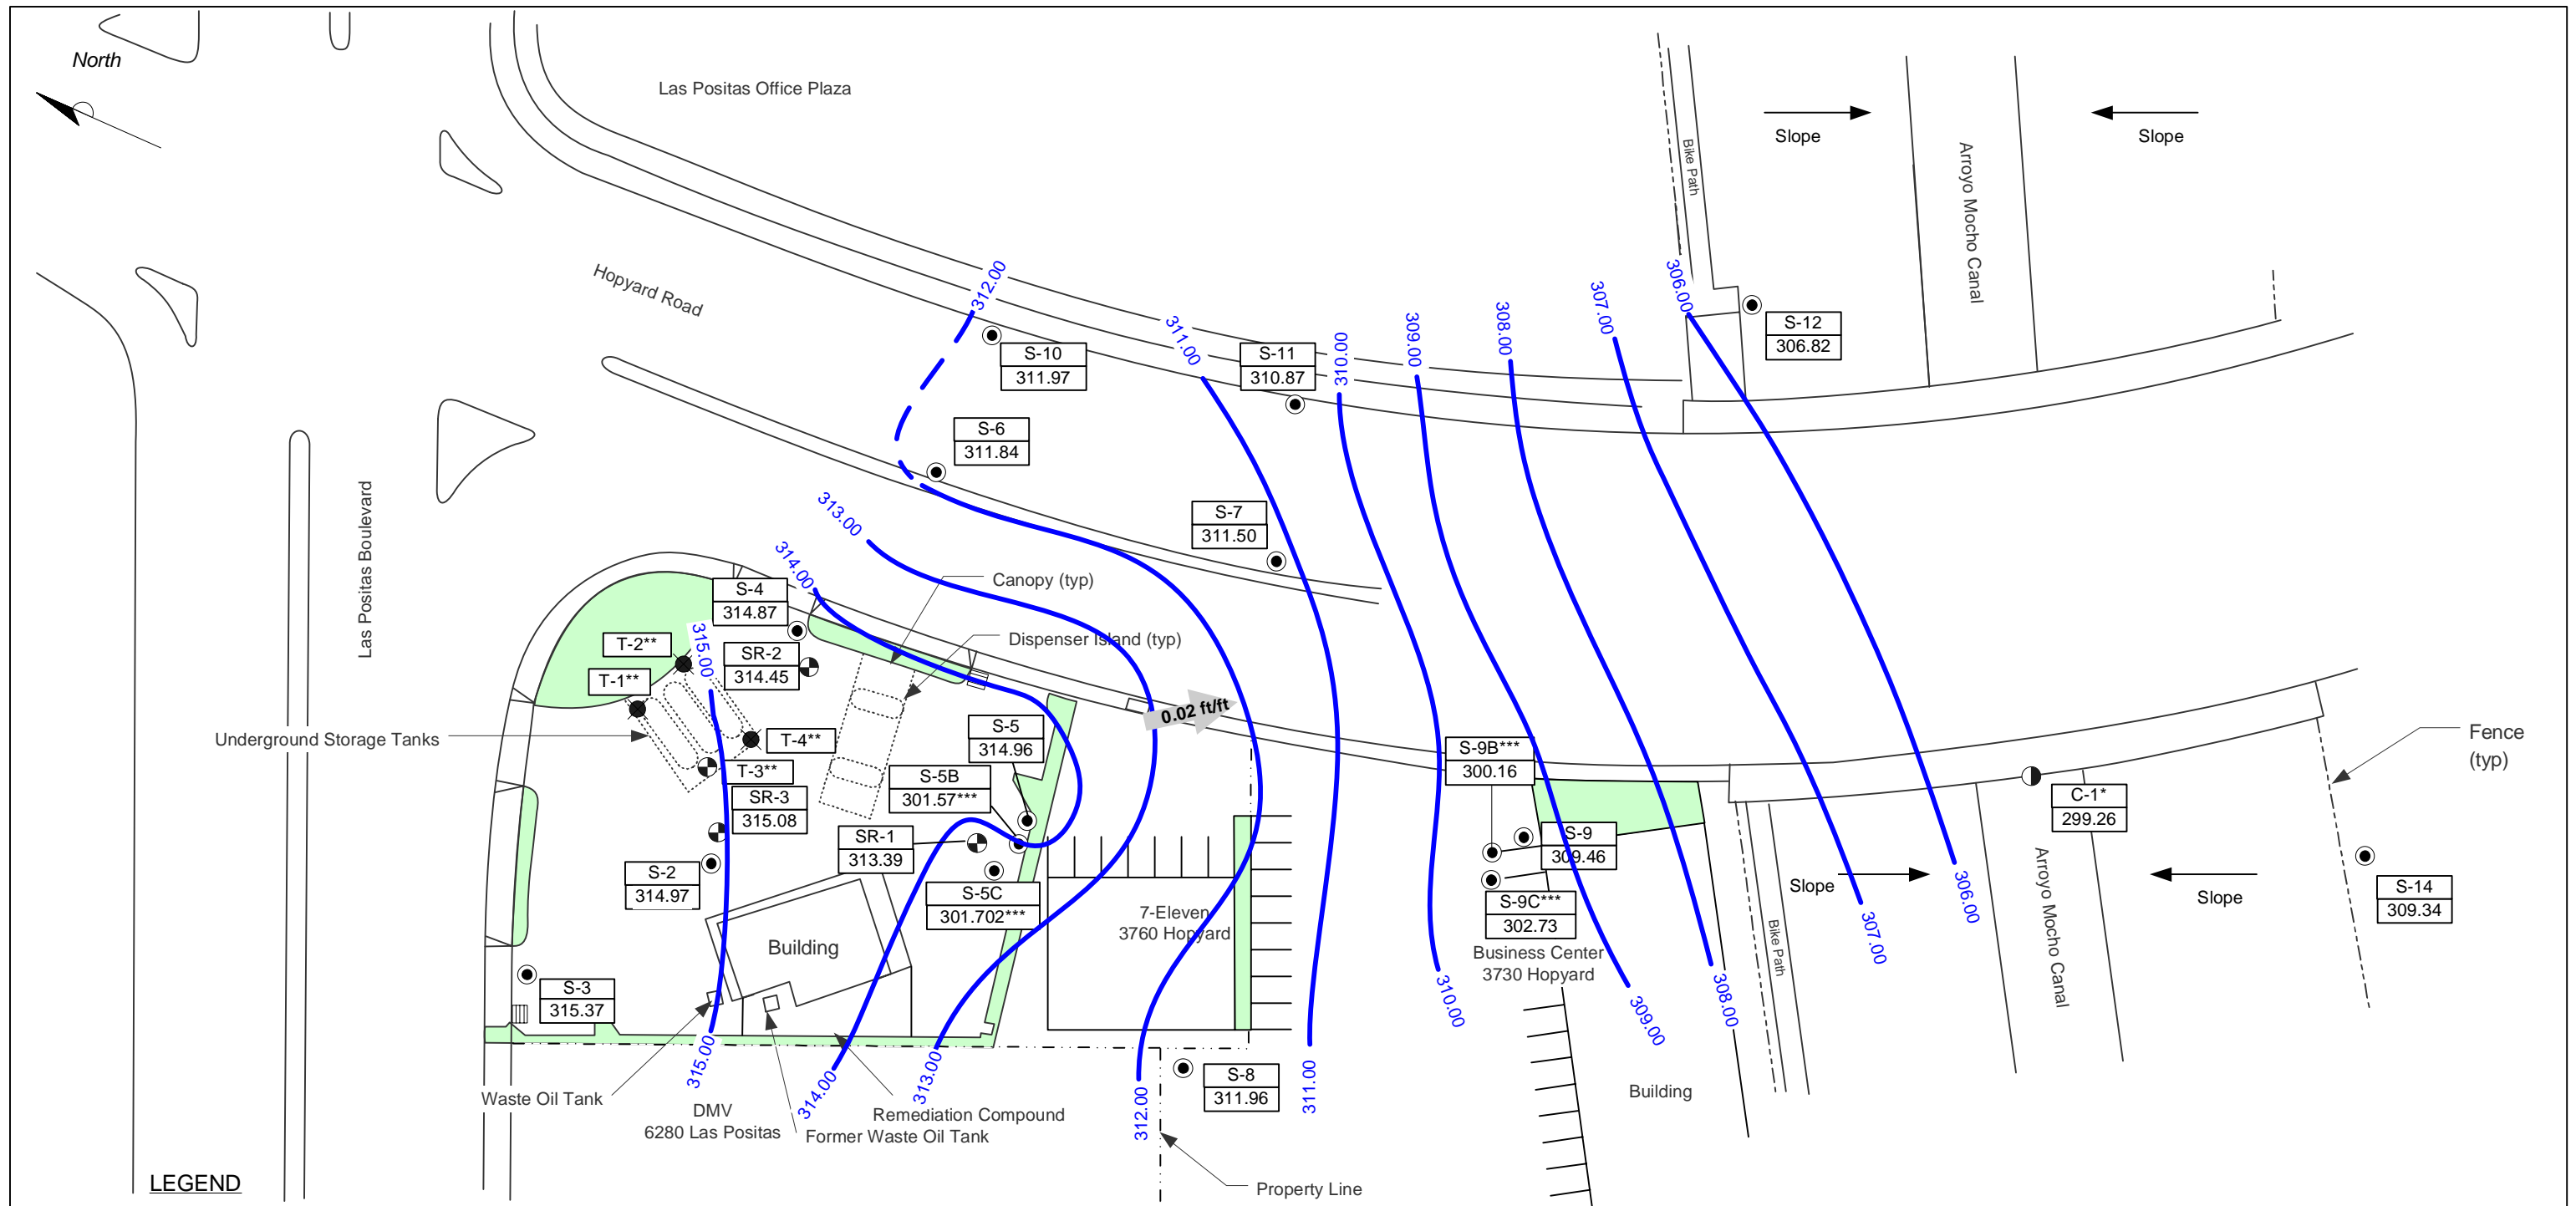 North
Las Positas Office Plaza
Slope
Slope
Bike Path
Arroyo Mocho Canal
Hopyard Road
312.00
311.00
310.00
309.00
308.00
307.00
306.00
S-12
306.82
S-10
311.97
S-11
310.87
S-6
311.84
S-7
311.50
313.00
314.00
Las Positas Boulevard
Canopy (typ)
S-4
314.87
315.00
T-2**
SR-2
314.45
Dispenser Island (typ)
T-1**
0.02 ft/ft
Underground Storage Tanks
T-4**
S-5
314.96
T-3**
S-5B
301.57***
SR-3
315.08
SR-1
313.39
S-9B***
300.16
Fence
(typ)
C-1*
299.26
S-9
309.46
S-2
314.97
S-5C
301.702***
S-9C***
302.73
Slope
Slope
S-14
309.34
7-Eleven
3760 Hopyard
Building
Business Center
3730 Hopyard
Bike Path
Arroyo Mocho Canal
S-3
315.37
315.00
314.00
313.00
312.00
311.00
310.00
309.00
308.00
307.00
306.00
S-8
311.96
Building
Waste Oil Tank
DMV
6280 Las Positas
Remediation Compound
Former Waste Oil Tank
Property Line
LEGEND